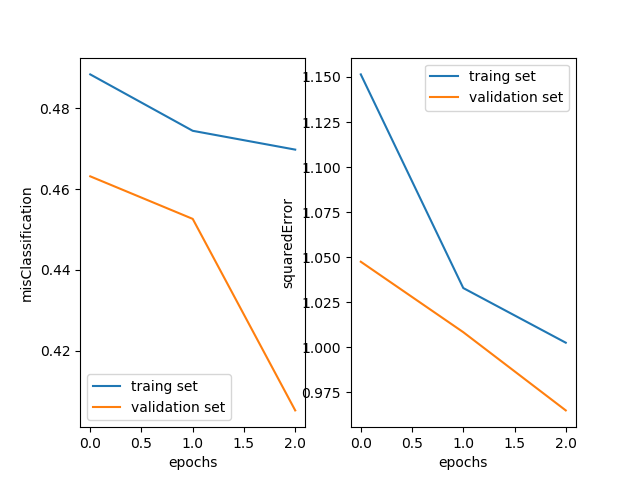 misClassification
0.48
0.46
0.44
0.42
traing set
validation set
0.0 0.5 1.0 1.5 2.0
epochs
squaredError
1.150
1.125
1.100
1.075
1.050
1.025
1.000
0.975
traing set
validation set
0.0 0.5 1.0 1.5 2.0
epochs